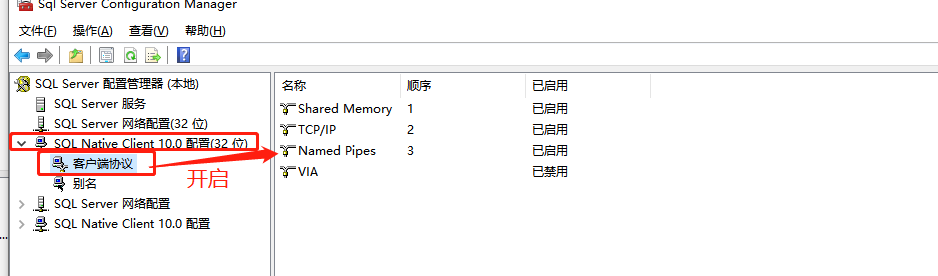 Sql Server Configuration Manager
文件(F) 操作(A) 查看(V) 帮助(H)
SQL Server 配置管理器 (本地)
SQL Server 服务
SQL Server 网络配置(32 位)
SQL Native Client 10.0 配置(32 位)
客户端协议
别名
SQL Server 网络配置
SQL Native Client 10.0 配置
名称 顺序 已启用
Shared Memory 1 已启用
TCP/IP 2 已启用
Named Pipes 3 已启用
VIA 已禁用
开启